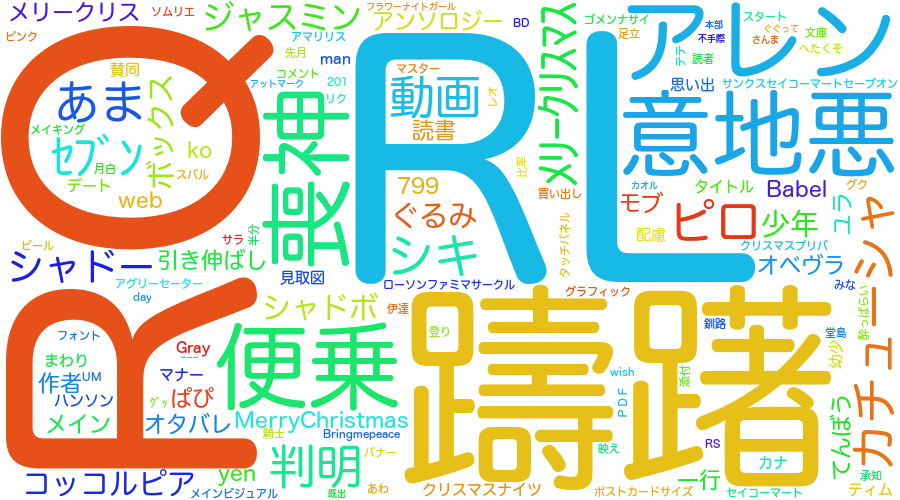 メリークリス
ソムリエ
ジャスミン
フラワーナイトガール
アンソロジー
BD
ゴメンナサイ
メリークリスマス
アレン
本部
スタート
ぐぐって
文庫
ピンク
アマリリス
先月
man
足立
不手際
さんま
へたくそ
RQ
RL
賛同
コメント
アットマーク
201
リク
マスター
テテ
読者
思い出
サンクスセイコーマートセーブオン
あま
ボックス
動画
レオ
意地悪
メイキング
セブン
月白
スバル
喪神
読書
ko
デート
web
799
比率
買い出し
カオル
グク
モブ
タイトル
Babel
ぐるみ
ピロ
少年
ユラ
カチューシャ
ビール
サラ
半分
シキ
タッチパネル
配慮
クリスマスプリパ
シャドー
引き伸ばし
見取図
オベヴラ
アグリーセーター
day
ローソンファミマサークル
グラフィック
みな
シャドボ
伊達
酔っぱらい
フォント
Gray
便乗
登り
躊躇
釧路
堂島
幼少
まわり
作者
UM
マナー
ハンソン
ぱぴ
グッ
wish
PDF
添付
メイン
オタバレ
MerryChristmas
騎士
Bringmepeace
バナー
映え
RS
てんぼう
カナ
コッコルピア
yen
判明
一行
承知
メインビジュアル
既出
あわ
クリスマスナイツ
ポストカードサイズ
セイコーマート
ティム